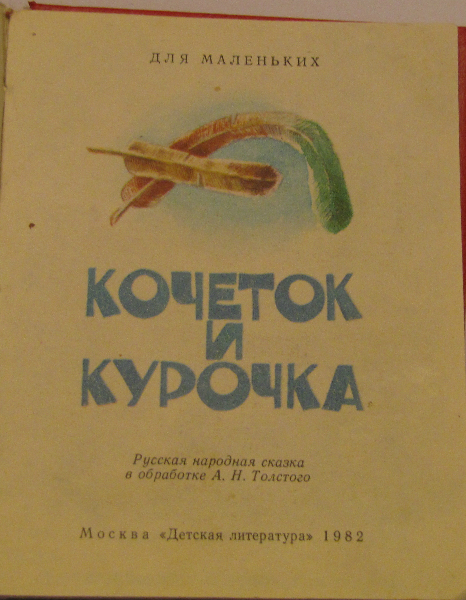 ДЛЯ МАЛЕНЬКИХ
КОЧЕТОК
И
КУРОЧКА
Русская народная сказка
в обработке А. Н. Толстого
Москва «Детская литература» 1982